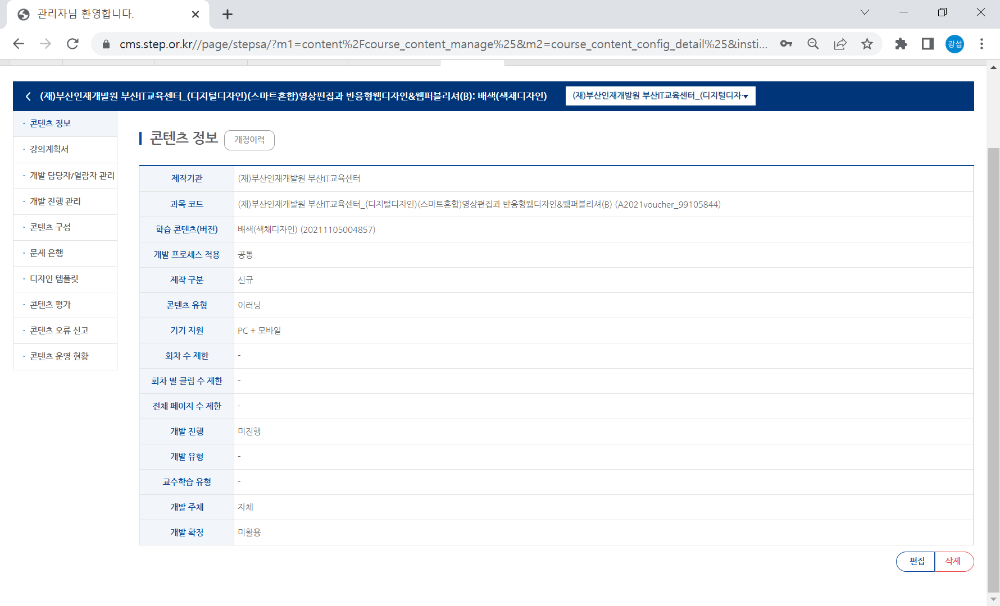 관리자님 환영합니다.
cms.step.or.kr//page/stepsa/?m1=content%2Fcourse_content_manage%25&m2=course_content_config_detail%25&insti...
광섭
(재)부산인재개발원 부산IT교육센터_(디지털디자인)(스마트혼합)영상편집과 반응형웹디자인&웹퍼블리셔(B): 배색(색채디자인)
(재)부산인재개발원 부산IT교육센터_(디지털디자
· 콘텐츠 정보
· 강의계획서
· 개발 담당자/열람자 관리
· 개발 진행 관리
· 콘텐츠 구성
· 문제 은행
· 디자인 템플릿
· 콘텐츠 평가
· 콘텐츠 오류 신고
· 콘텐츠 운영 현황
콘텐츠 정보 개정이력
제작기관 (재)부산인재개발원 부산IT교육센터
과목 코드 (재)부산인재개발원 부산IT교육센터_(디지털디자인)(스마트혼합)영상편집과 반응형웹디자인&웹퍼블리셔(B) (A2021voucher_99105844)
학습 콘텐츠(버전) 배색(색채디자인) (20211105004857)
개발 프로세스 적용 공통
제작 구분 신규
콘텐츠 유형 이러닝
기기 지원 PC + 모바일
회차 수 제한 -
회차 별 클립 수 제한 -
전체 페이지 수 제한 -
개발 진행 미진행
개발 유형 -
교수학습 유형 -
개발 주체 자체
개발 확정 미활용
편집 삭제